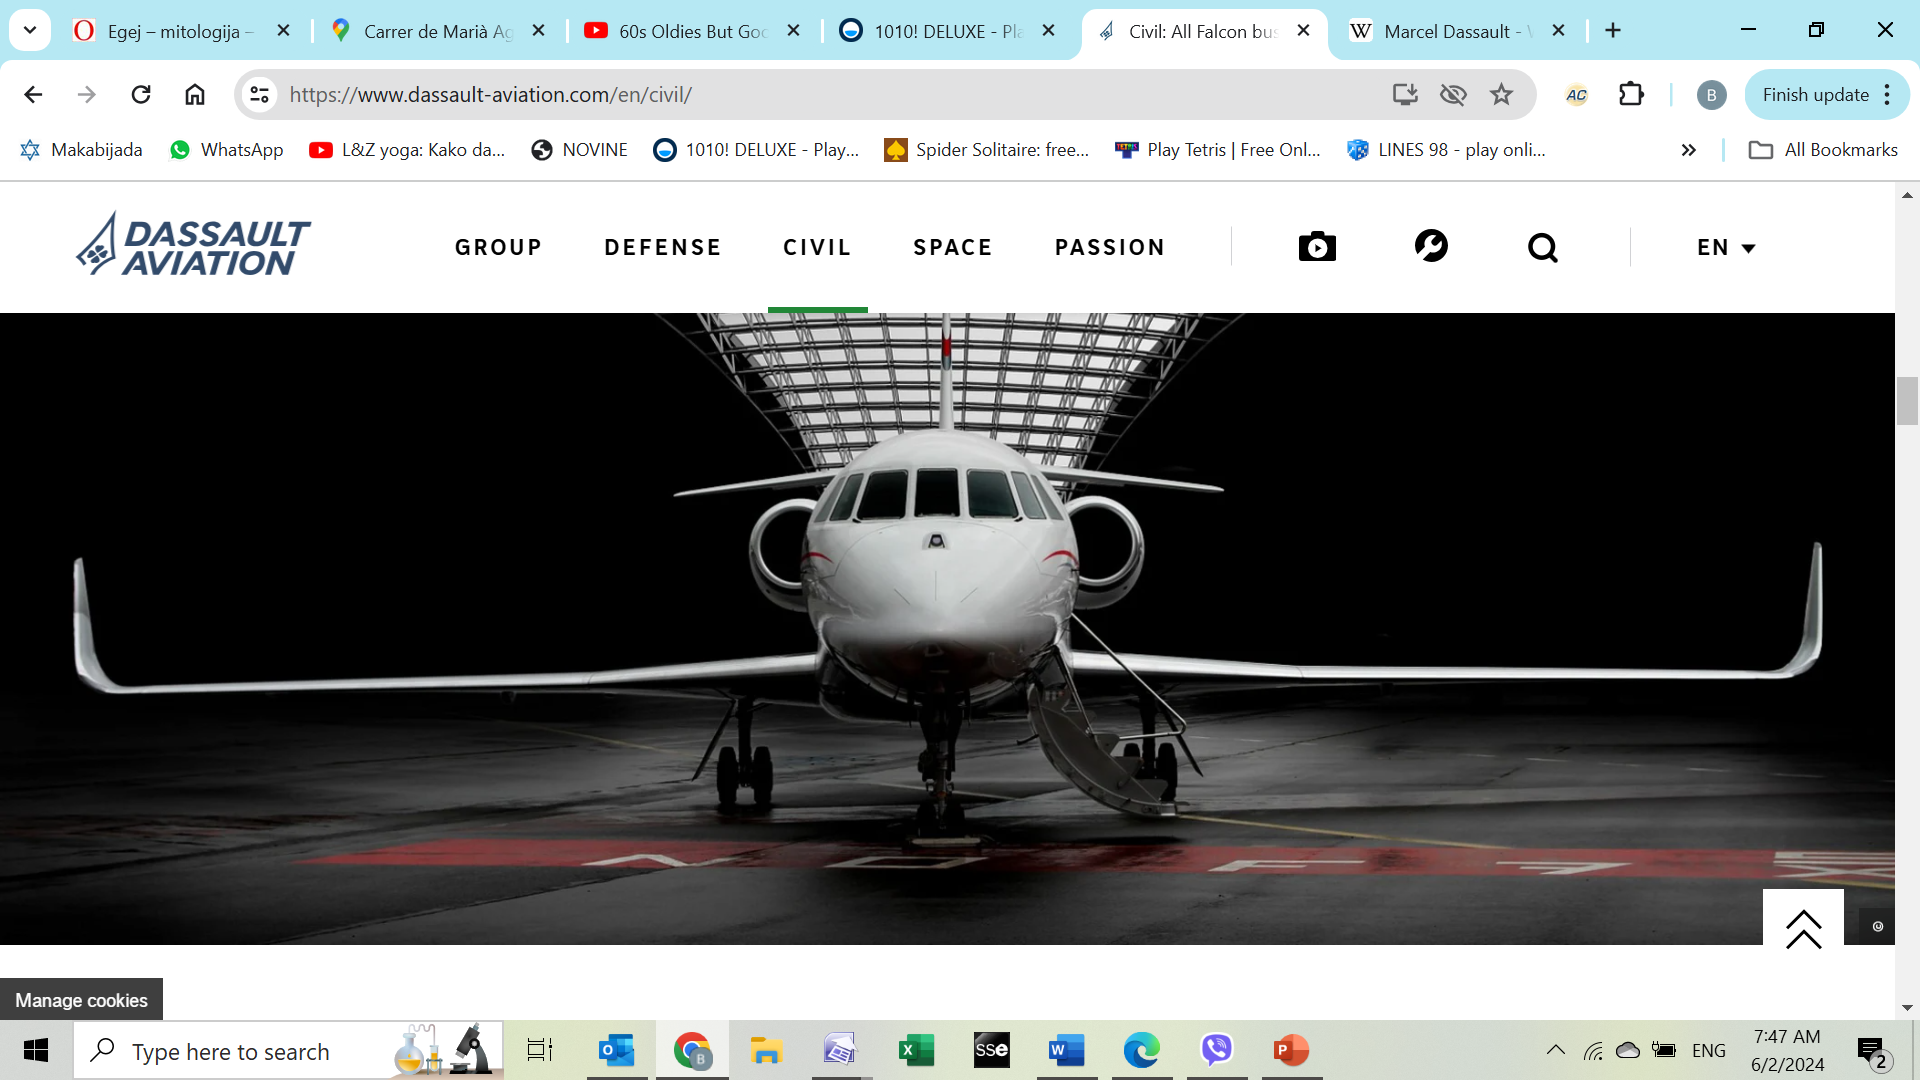 Egej – mitologija –
Carrer de Marià Ag
60s Oldies But Goo
1010! DELUXE - Pla
Civil: All Falcon bus
W
Marcel Dassault - W
https://www.dassault-aviation.com/en/civil/
AC
B
Finish update
Makabijada
WhatsApp
L&Z yoga: Kako da...
NOVINE
1010! DELUXE - Play...
Spider Solitaire: free...
Play Tetris | Free Onl...
LINES 98 - play onli...
All Bookmarks
DASSAULT
AVIATION
GROUP
DEFENSE
CIVIL
SPACE
PASSION
EN
Manage cookies
Type here to search
ENG
7:47 AM
6/2/2024
2